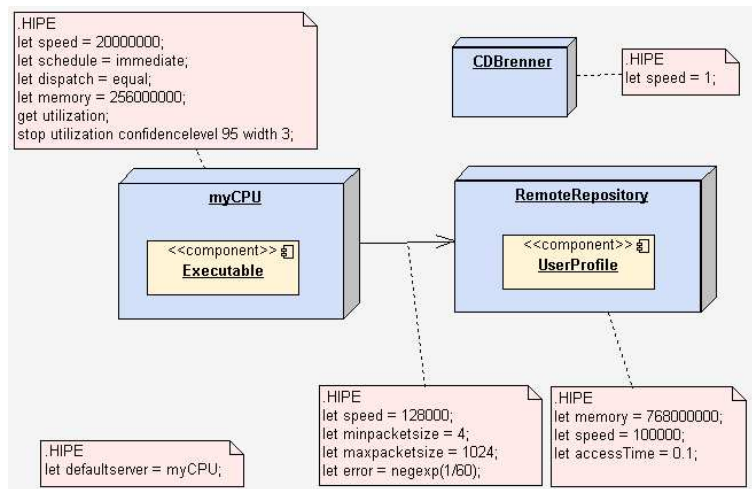 .HIPE
let speed = 20000000;
let schedule = immediate;
let dispatch = equal;
let memory = 256000000;
get utilization;
stop utilization confidencelevel 95 width 3;
CDBrenner
.HIPE
let speed = 1;
myCPU
<<component>>
Executable
RemoteRepository
<<component>>
UserProfile
.HIPE
let speed = 128000;
let minpacketsize = 4;
let maxpacketsize = 1024;
let error = negexp(1/60);
.HIPE
let memory = 768000000;
let speed = 100000;
let accessTime = 0.1;
.HIPE
let defaultserver = myCPU;